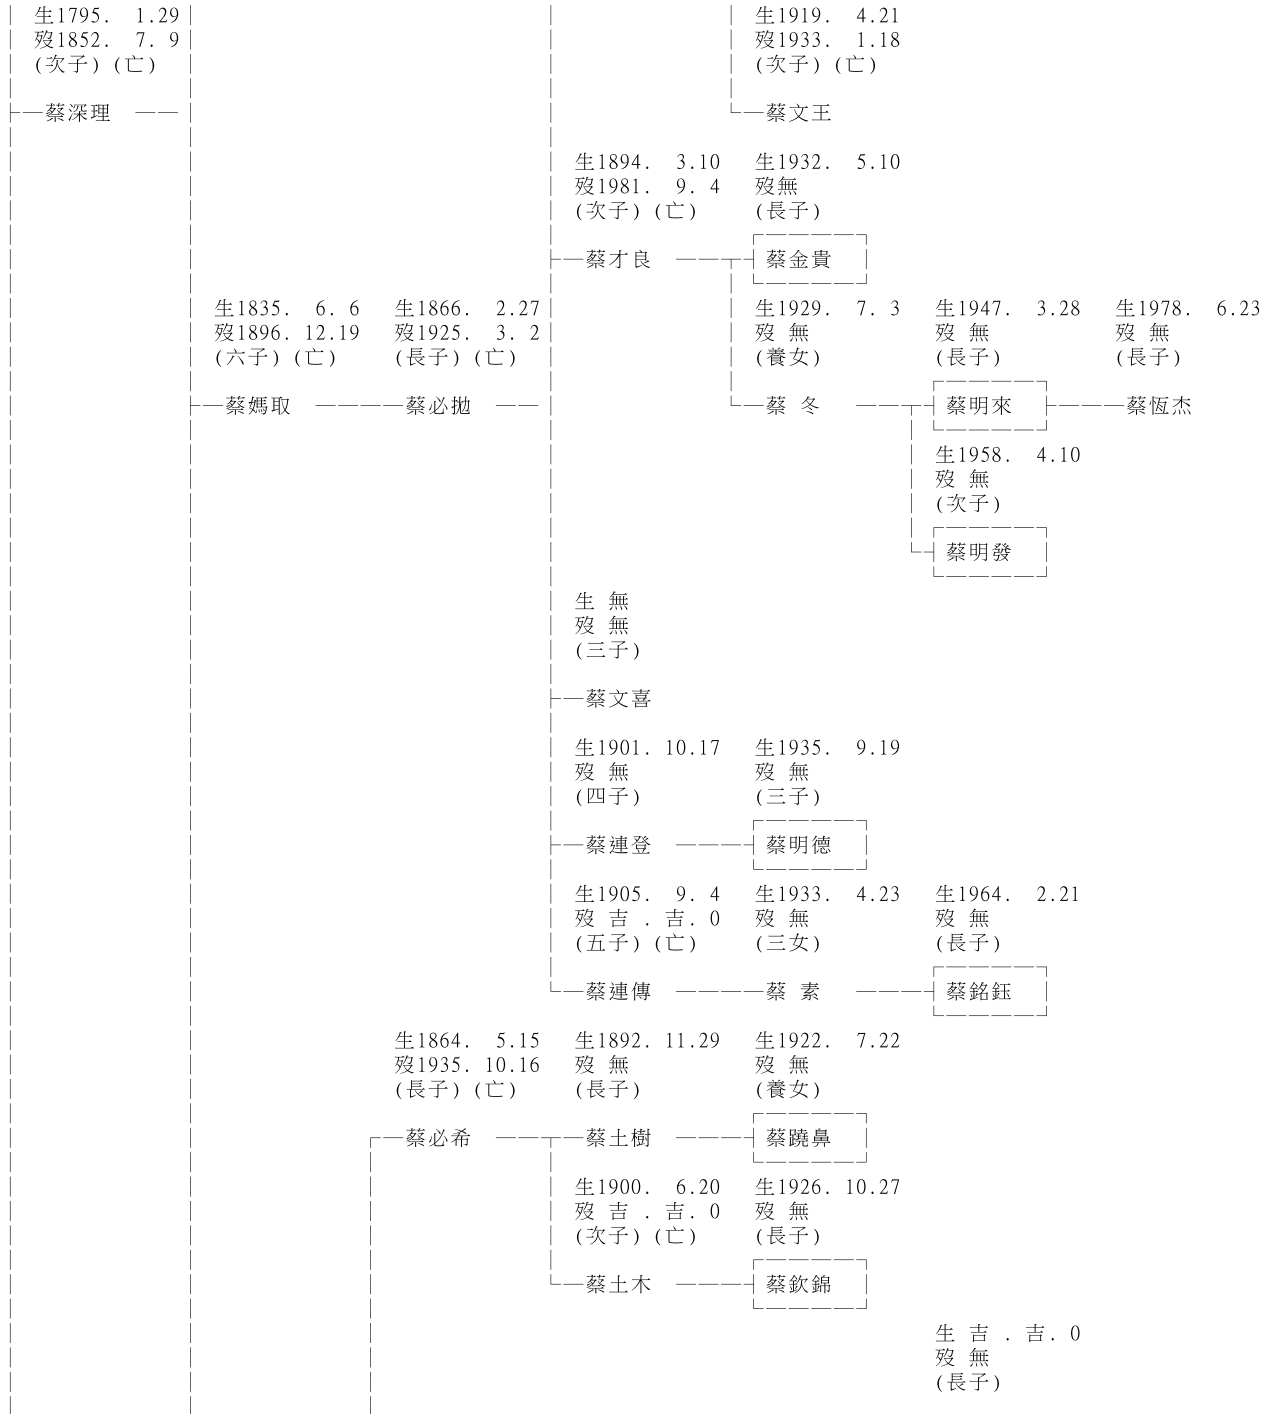 生1795. 1.29 生1919. 4.21
歿1852. 7. 9 歿1933. 1.18
(次子)(亡) (次子)(亡)
蔡深理 蔡文王
生1894. 3.10 生1932. 5.10
歿1981. 9. 4 歿無
(次子)(亡) (長子)
蔡才良 蔡金貴
生1835. 6. 6 生1866. 2.27 生1929. 7. 3 生1947. 3.28 生1978. 6.23
歿1896. 12.19 歿1925. 3. 2 歿 無 歿 無 歿 無
(六子)(亡) (長子)(亡) (養女) (長子) (長子)
蔡媽取 蔡必拋 蔡 冬 蔡明來 蔡恆杰
生1958. 4.10
歿 無
(次子)
蔡明發
生 無
歿 無
(三子)
蔡文喜
生1901. 10.17 生1935. 9.19
歿 無 歿 無
(四子) (三子)
蔡連登 蔡明德
生1905. 9. 4 生1933. 4.23 生1964. 2.21
歿 吉 . 吉. 0 歿 無 歿 無
(五子)(亡) (三女) (長子)
蔡連傳 蔡 素 蔡銘鈺
生1864. 5.15 生1892. 11.29 生1922. 7.22
歿1935. 10.16 歿 無 歿 無
(長子)(亡) (長子) (養女)
蔡必希 蔡土樹 蔡蹺鼻
生1900. 6.20 生1926. 10.27
歿 吉 . 吉. 0 歿 無
(次子)(亡) (長子)
蔡土木 蔡欽錦
生 吉 . 吉. 0
歿 無
(長子)